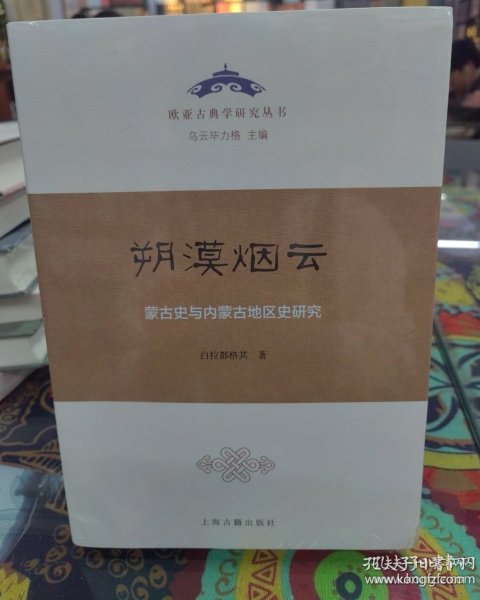 欧亚古典学研究丛书
乌云毕力格 主编
朔漠烟云
蒙古史与内蒙古地区史研究
白拉都格其 著
上海古籍出版社
孔夫子旧书网
www.kongfz.com